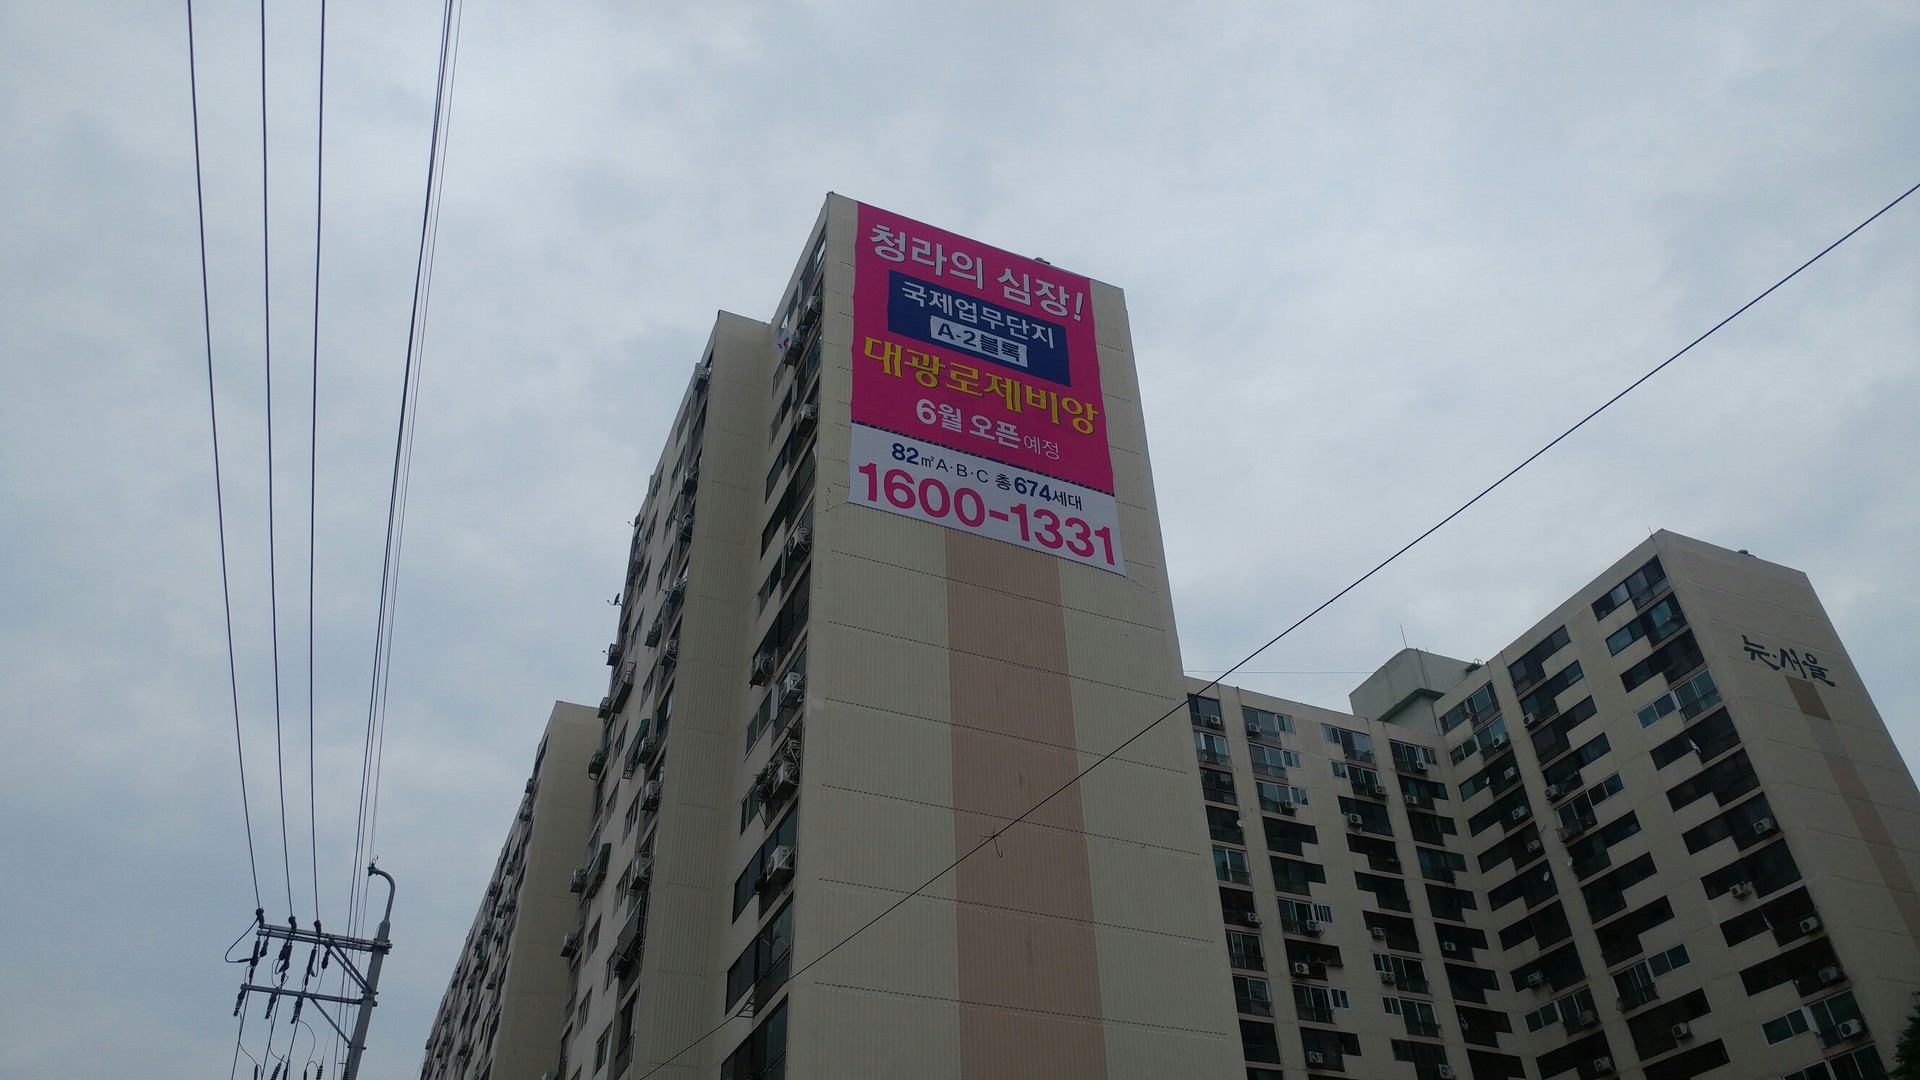 청라의 심장!
국제업무단지
A-2블록
대광로제비앙
6월 오픈예정
82㎡A·B·C 총674세대
1600-1331
元·서울